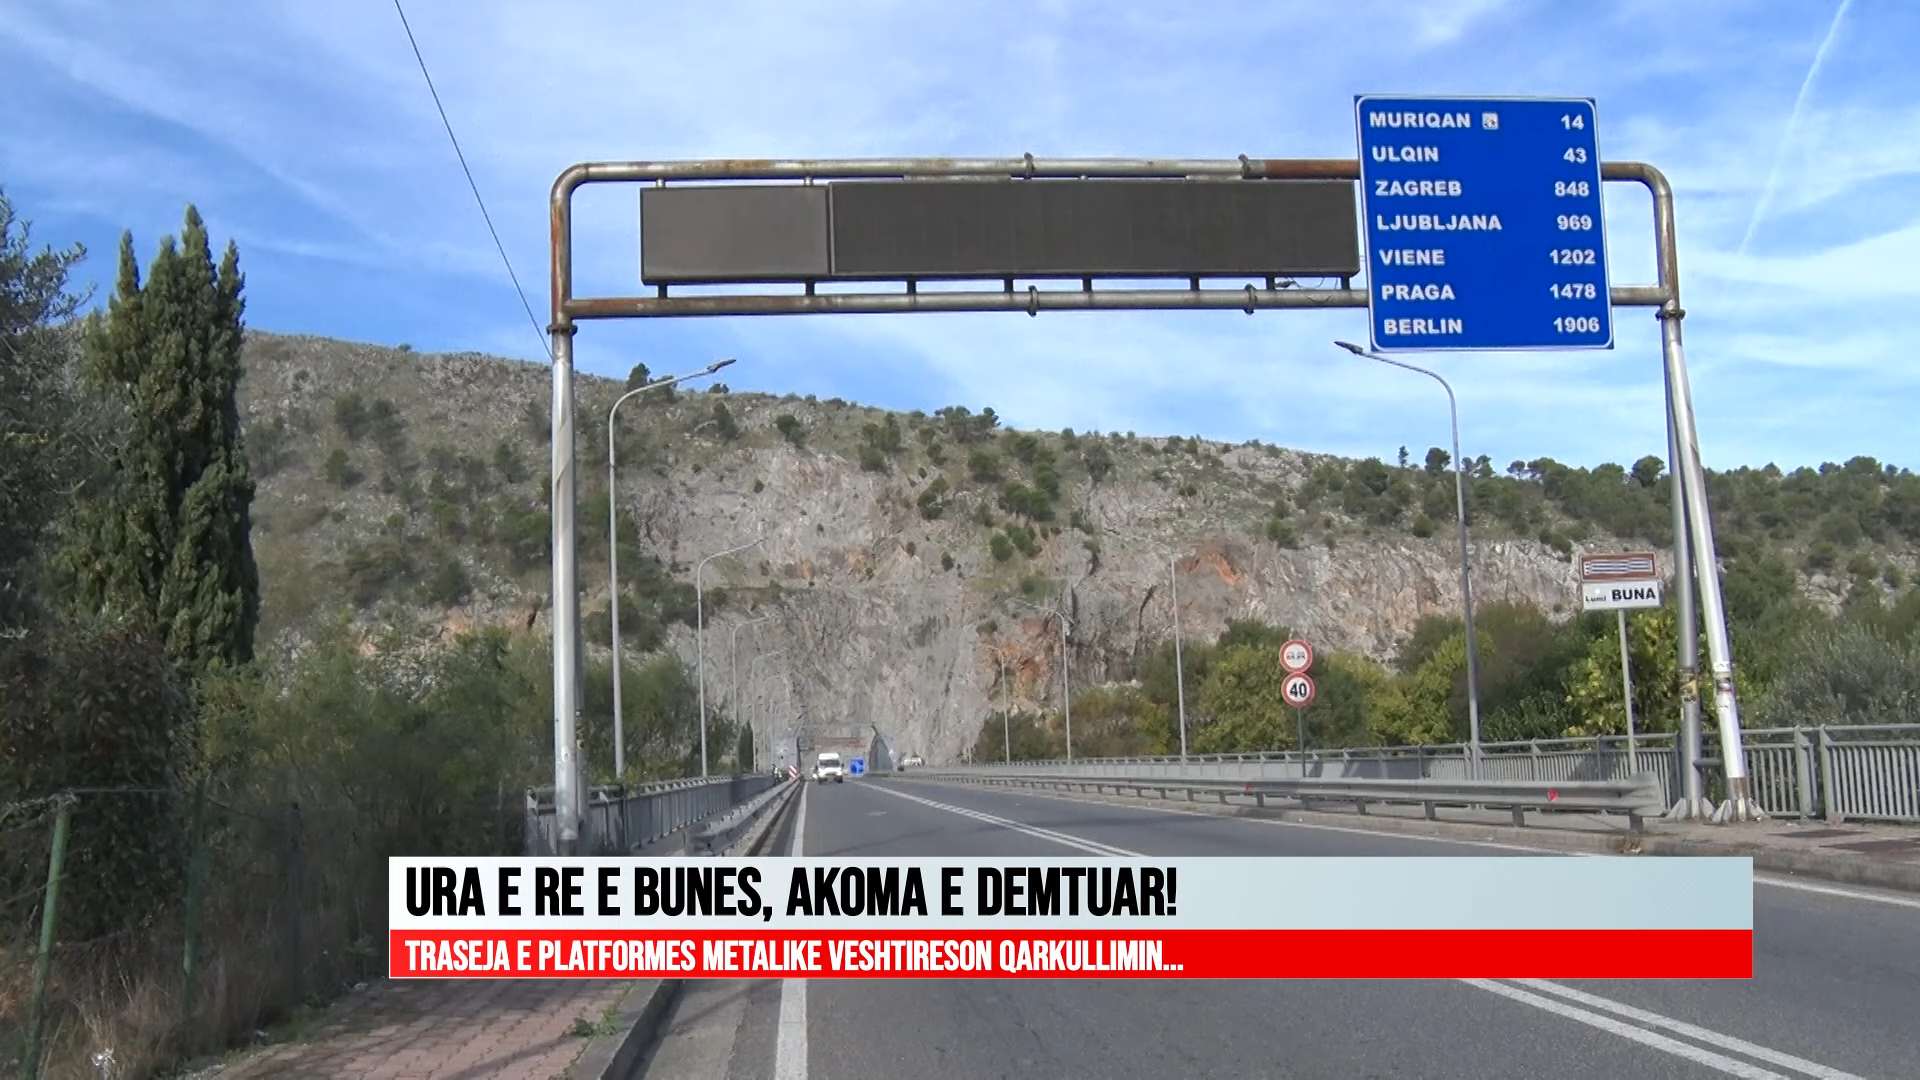 MURIQAN 14
ULQIN 43
ZAGREB 848
LJUBLJANA 969
VIENE 1202
PRAGA 1478
BERLIN 1906
Lumi BUNA
40
URA E RE E BUNES, AKOMA E DEMTUAR!
TRASEJA E PLATFORMES METALIKE VESHTIRESON QARKULLIMIN...